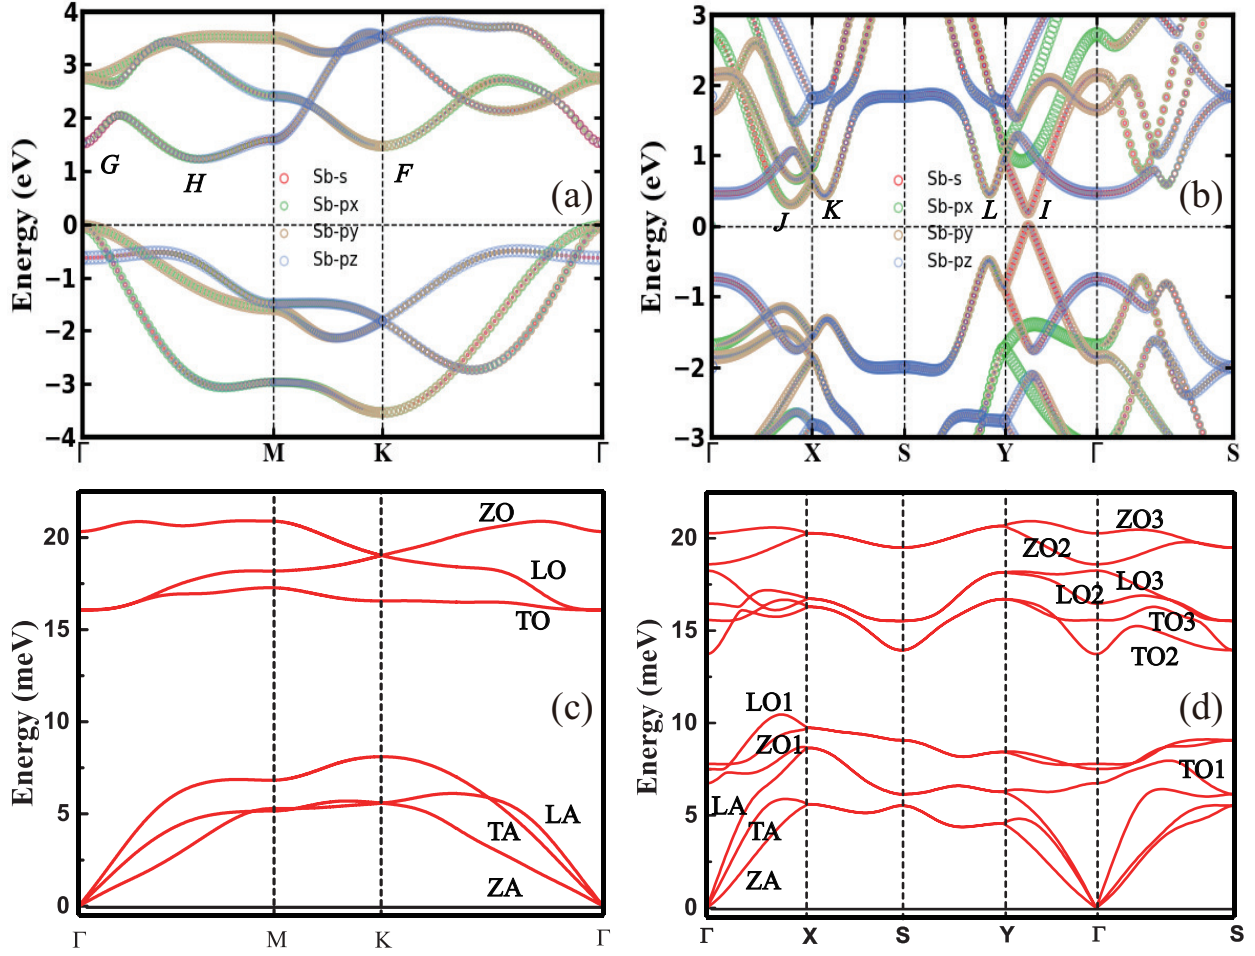 4
3
2
1
0
−1
−2
−3
−4
Energy (eV)
G
H
F
Sb-s
Sb-px
Sb-py
Sb-pz
(a)
Γ M K Γ
3
2
1
0
−1
−2
−3
Energy (eV)
J K L I
Sb-s
Sb-px
Sb-py
Sb-pz
(b)
Γ X S Y Γ S
20
15
10
5
0
Energy (meV)
ZO
LO
TO
(c)
LA
TA
ZA
Γ M K Γ
20
15
10
5
0
Energy (meV)
ZO3
ZO2
LO3
LO2
TO3
TO2
LO1
(d)
ZO1
TO1
LA
TA
ZA
Γ X S Y Γ S